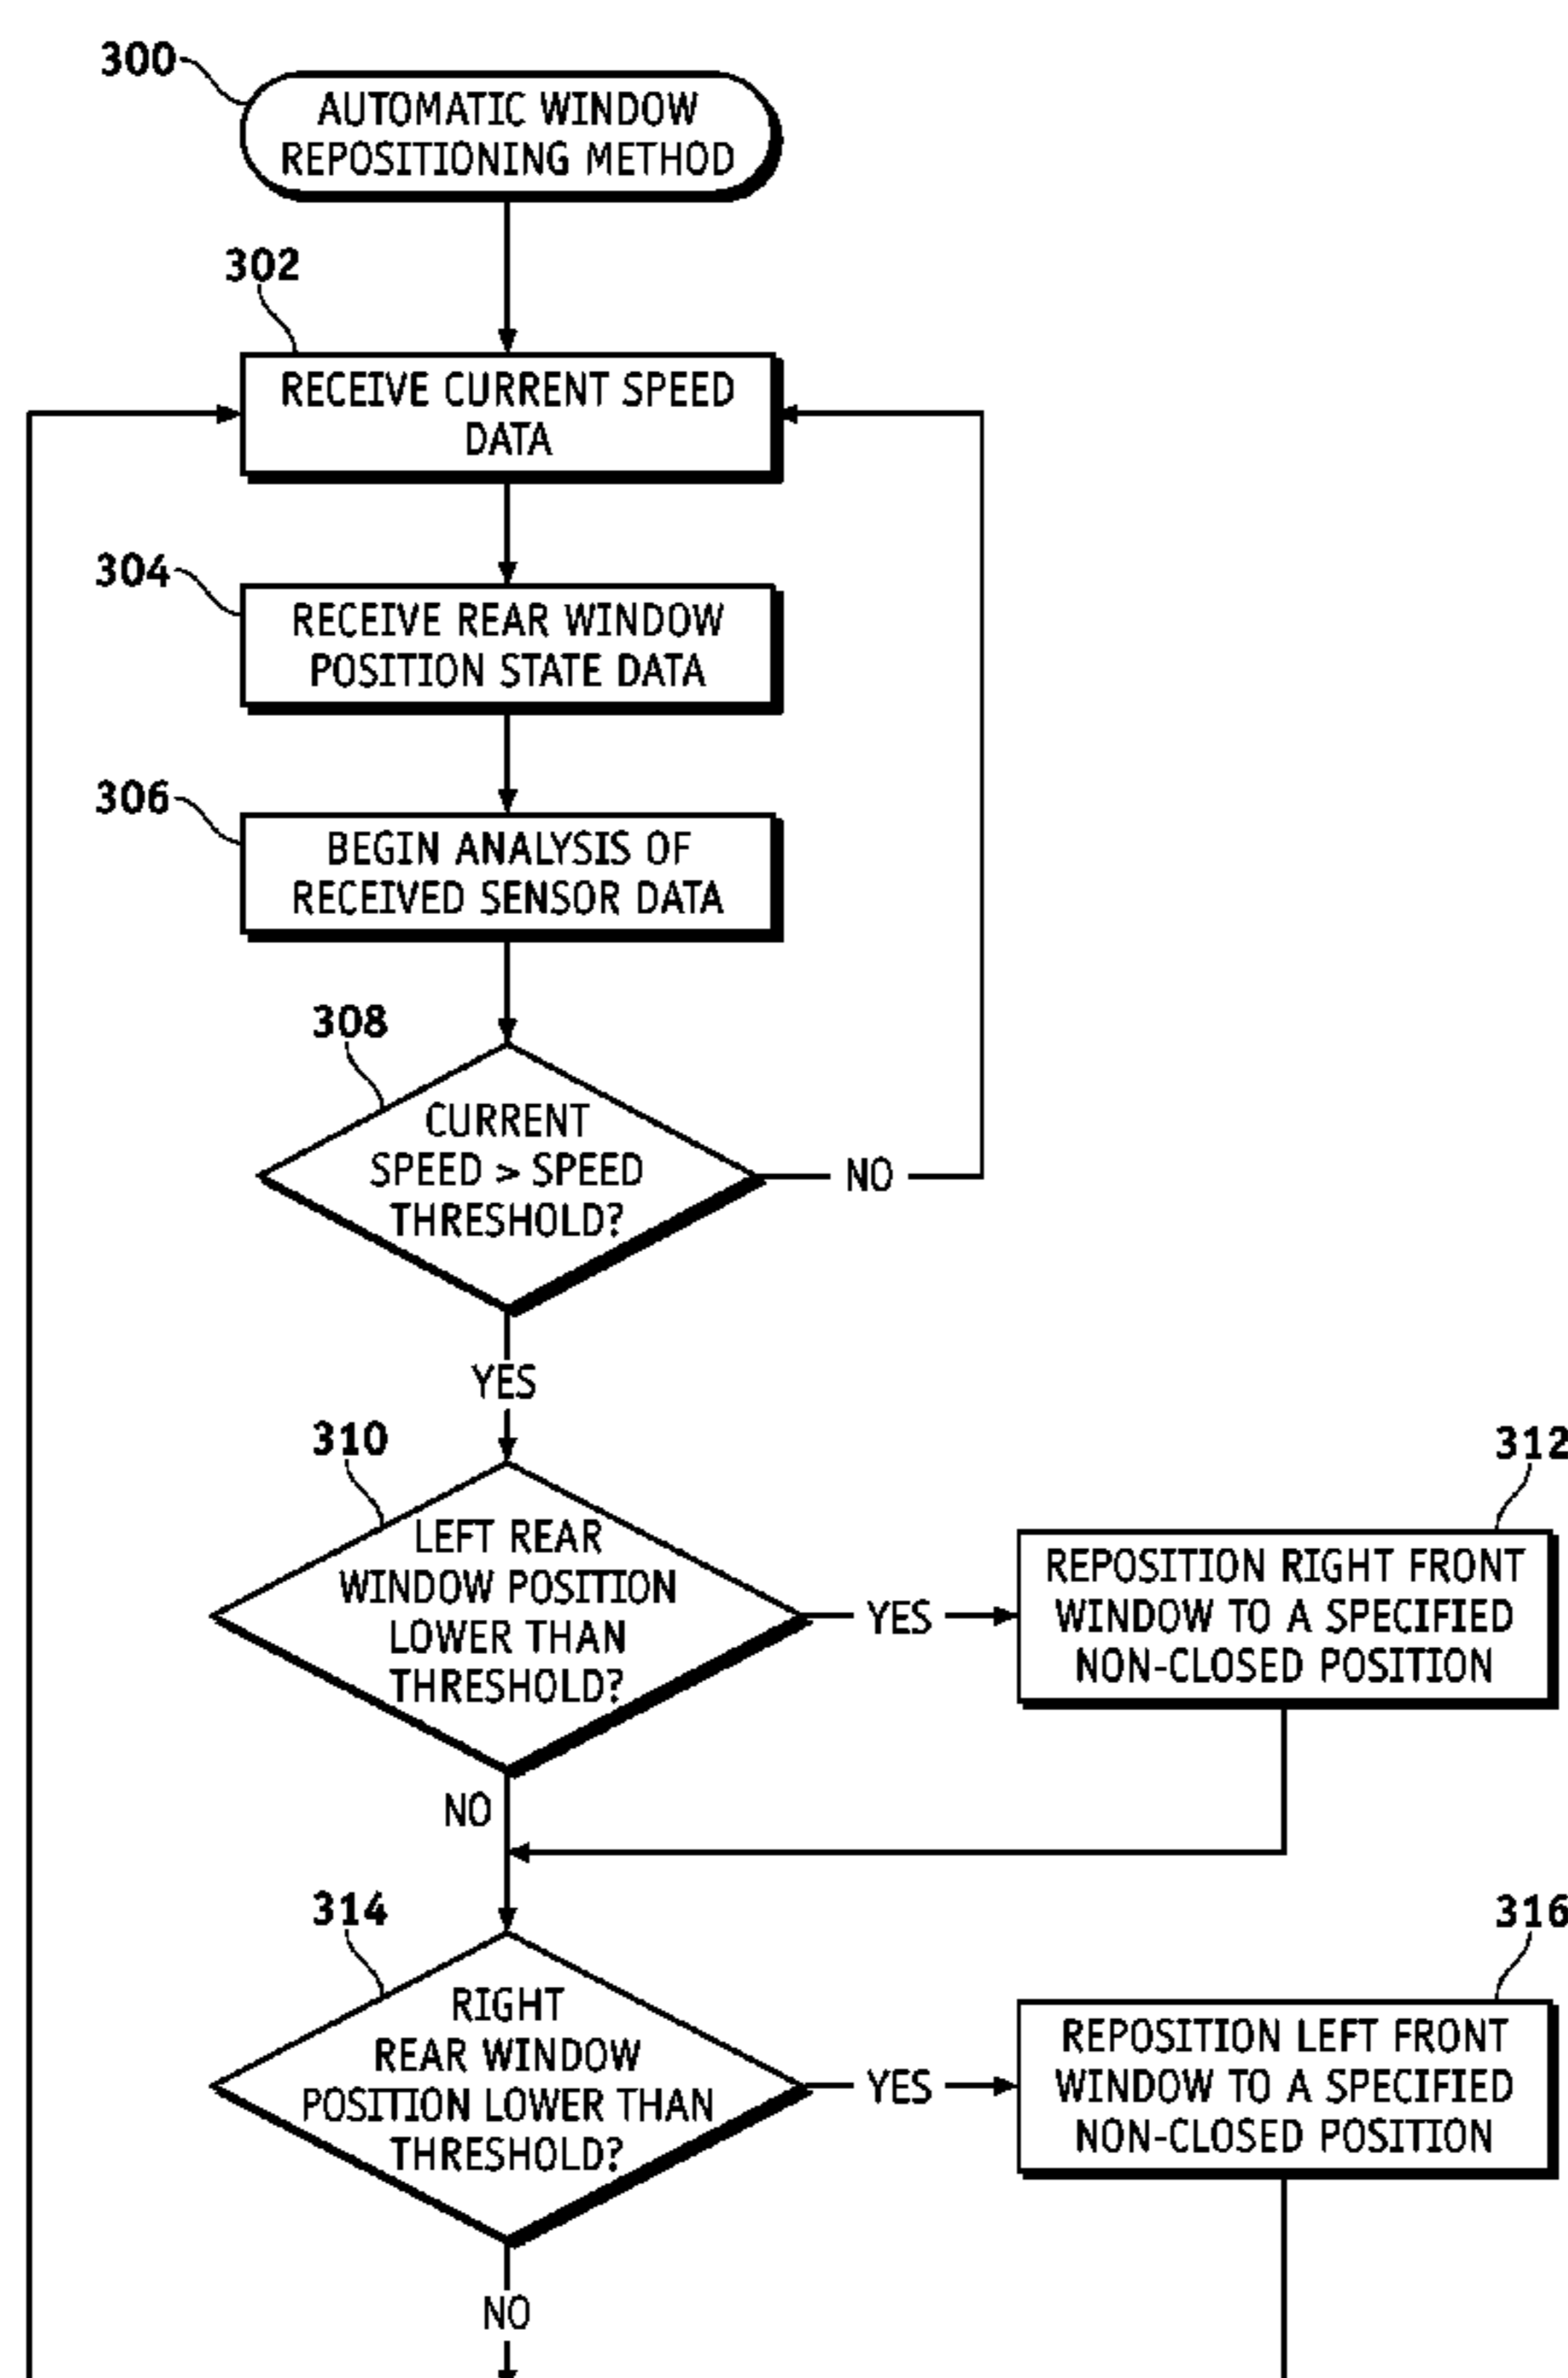 300
AUTOMATIC WINDOW
REPOSITIONING METHOD
302
RECEIVE CURRENT SPEED
DATA
304
RECEIVE REAR WINDOW
POSITION STATE DATA
306
BEGIN ANALYSIS OF
RECEIVED SENSOR DATA
308
CURRENT
SPEED > SPEED
THRESHOLD?
NO
YES
310
LEFT REAR
WINDOW POSITION
LOWER THAN
THRESHOLD?
YES
312
REPOSITION RIGHT FRONT
WINDOW TO A SPECIFIED
NON-CLOSED POSITION
NO
314
RIGHT
REAR WINDOW
POSITION LOWER THAN
THRESHOLD?
YES
316
REPOSITION LEFT FRONT
WINDOW TO A SPECIFIED
NON-CLOSED POSITION
NO